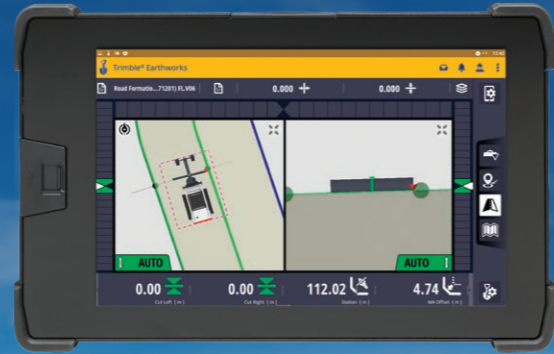 Trimble® Earthworks
Road Formatio...71201) FL.V06
0.000
0.000
AUTO
AUTO
0.00
0.00
112.02
4.74
Cut Left [m]
Cut Right [m]
Station [m]